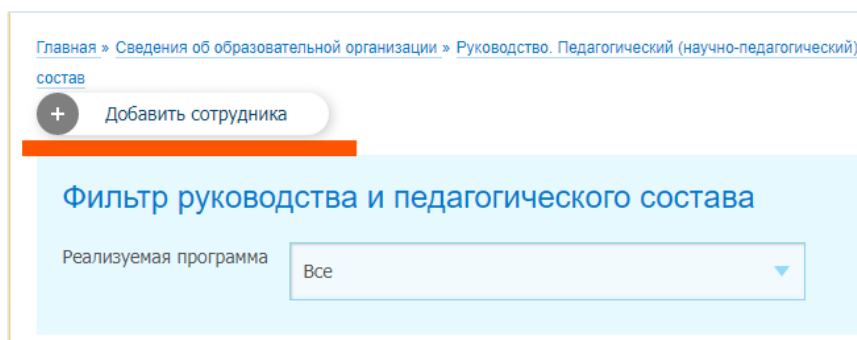 Главная » Сведения об образовательной организации » Руководство. Педагогический (научно-педагогический)
состав
+ Добавить сотрудника
Фильтр руководства и педагогического состава
Реализуемая программа
Все